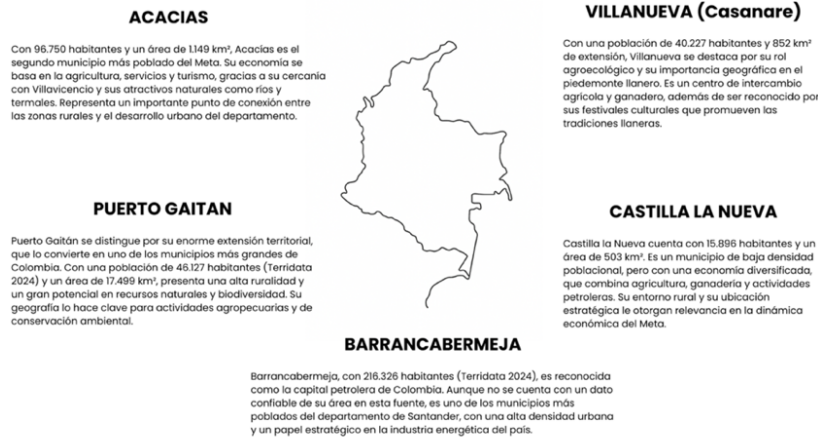 ACACIAS
Con 96.750 habitantes y un área de 1.149 km², Acacías es el
segundo municipio más poblado del Meta. Su economía se
basa en la agricultura, servicios y turismo, gracias a su cercanía
con Villavicencio y sus atractivos naturales como ríos y
termales. Representa un importante punto de conexión entre
las zonas rurales y el desarrollo urbano del departamento.
VILLANUEVA (Casanare)
Con una población de 40.227 habitantes y 852 km²
de extensión, Villanueva se destaca por su rol
agroecológico y su importancia geográfica en el
piedemonte llanero. Es un centro de intercambio
agrícola y ganadero, además de ser reconocido por
sus festivales culturales que promueven las
tradiciones llaneras.
PUERTO GAITAN
Puerto Gaitán se distingue por su enorme extensión territorial,
que lo convierte en uno de los municipios más grandes de
Colombia. Con una población de 46.127 habitantes (Terridata
2024) y un área de 17.499 km², presenta una alta ruralidad y
un gran potencial en recursos naturales y biodiversidad. Su
geografía lo hace clave para actividades agropecuarias y de
conservación ambiental.
CASTILLA LA NUEVA
Castilla la Nueva cuenta con 15.896 habitantes y un
área de 503 km². Es un municipio de baja densidad
poblacional, pero con una economía diversificada,
que combina agricultura, ganadería y actividades
petroleras. Su entorno rural y su ubicación
estratégica le otorgan relevancia en la dinámica
económica del Meta.
BARRANCABERMEJA
Barrancabermeja, con 216.326 habitantes (Terridata 2024), es reconocida
como la capital petrolera de Colombia. Aunque no se cuenta con un dato
confiable de su área en esta fuente, es uno de los municipios más
poblados del departamento de Santander, con una alta densidad urbana
y un papel estratégico en la industria energética del país.